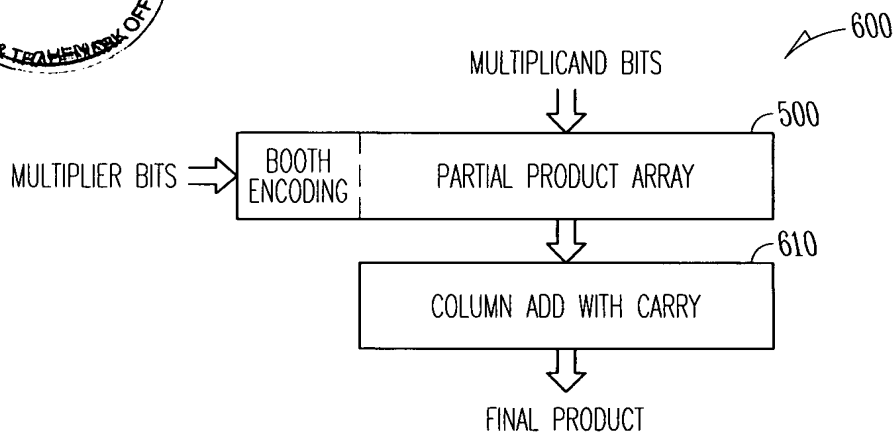 600
MULTIPLICAND BITS
500
MULTIPLIER BITS
BOOTH
ENCODING
PARTIAL PRODUCT ARRAY
610
COLUMN ADD WITH CARRY
FINAL PRODUCT